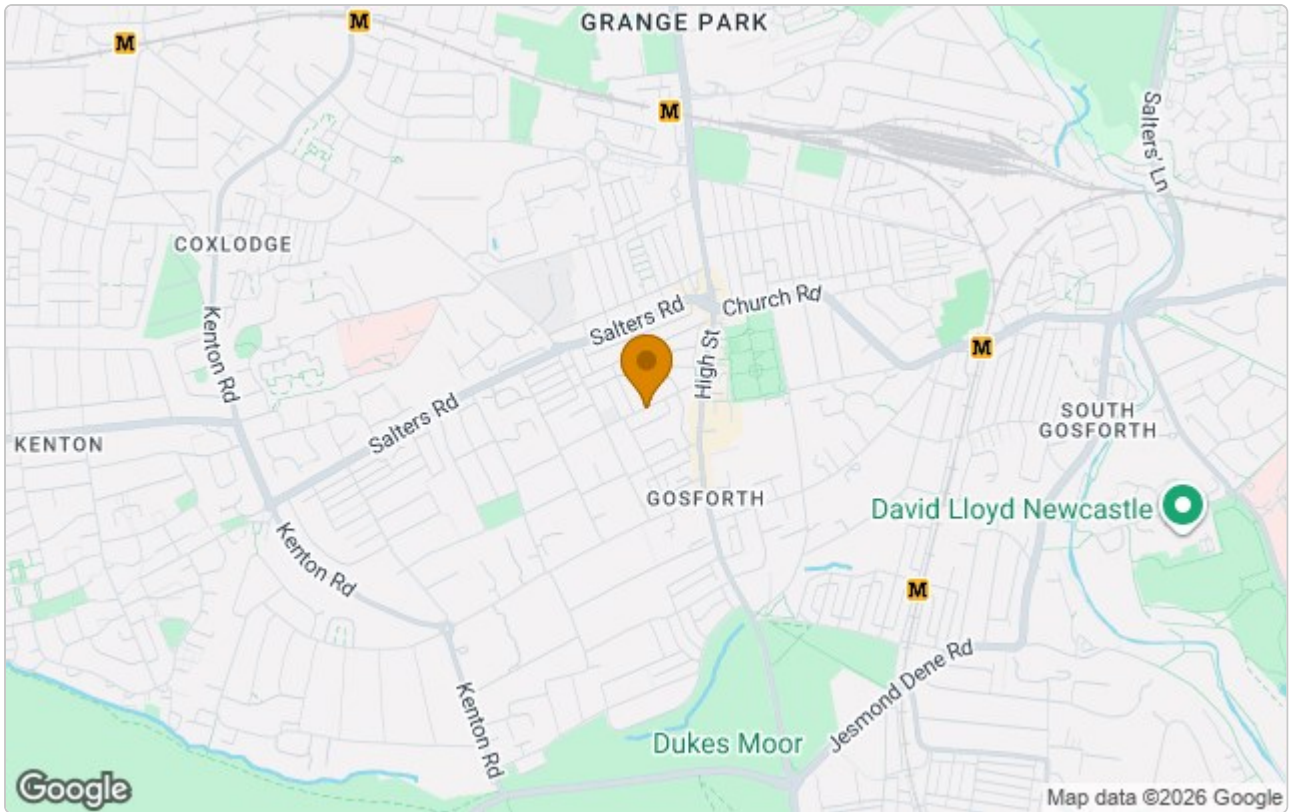 GRANGE PARK
M
M
M
Salters' Ln
COXLODGE
Kenton Rd
Salters Rd
Church Rd
High St
M
Salters Rd
SOUTH
GOSFORTH
KENTON
GOSFORTH
David Lloyd Newcastle
Kenton Rd
M
Kenton Rd
Jesmond Dene Rd
Dukes Moor
Google
Map data ©2026 Google